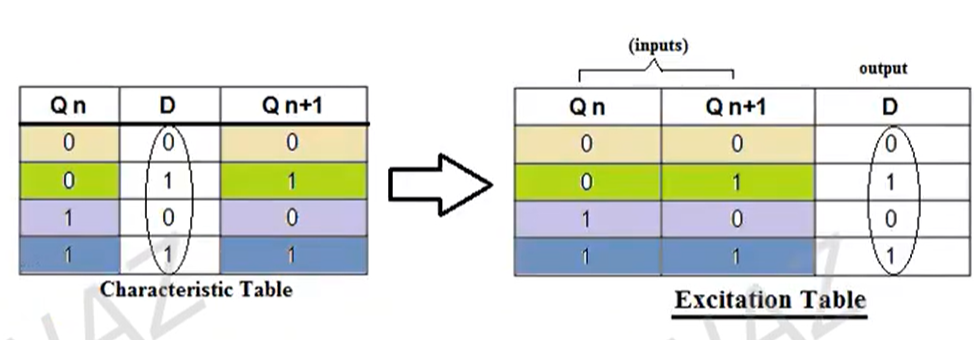 Q n D Q n+1
0 0 0
0 1 1
1 0 0
1 1 1
Characteristic Table
(inputs)
output
Q n Q n+1 D
0 0 0
0 1 1
1 0 0
1 1 1
Excitation Table